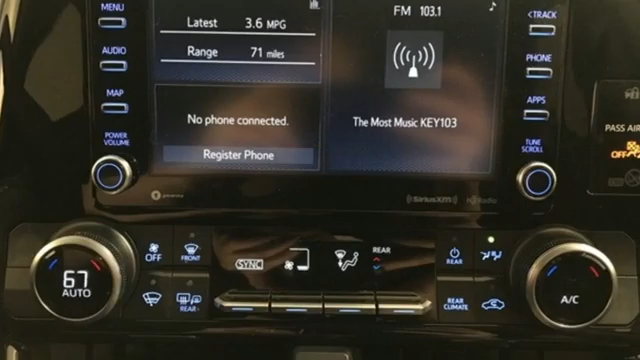 MENU
Latest 3.6 MPG
FM 103.1
<TRACK
AUDIO
Range 71 miles
PHONE
MAP
No phone connected.
The Most Music KEY103
APPS
PASS AIR
OFF
POWER
VOLUME
Register Phone
TUNE
SCROLL
SiriusXM
HD Radio
67
AUTO
OFF
FRONT
SYNC
REAR
REAR
A/C
REAR
REAR
CLIMATE